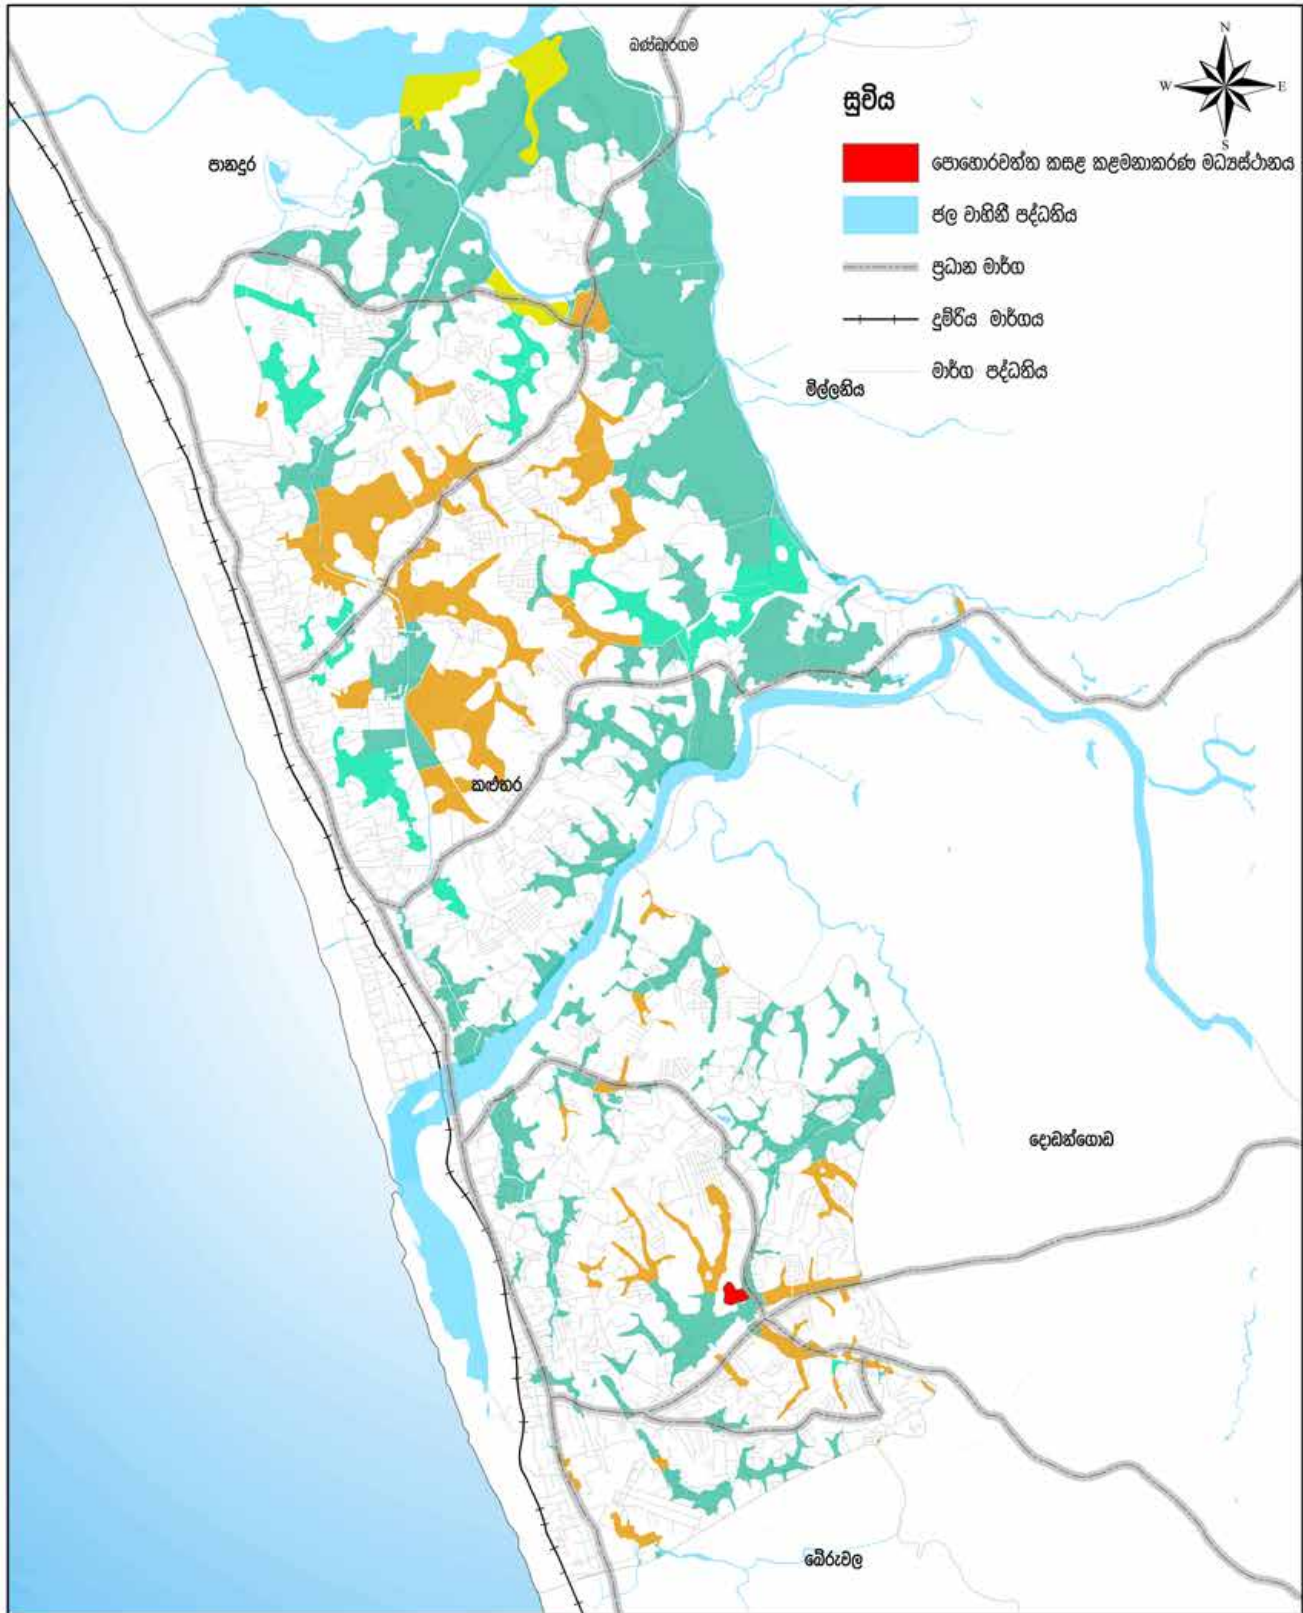 බණ්ඩාරගම
N
W
E
S
සුචිය
පොහොරවත්ත කසළ කළමනාකරණ මධ්‍යස්ථානය
ජල වාහිනී පද්ධතිය
ප්‍රධාන මාර්ග
දුම්රිය මාර්ගය
මාර්ග පද්ධතිය
පානදුර
මිල්ලනිය
කළුතර
දොඩන්ගොඩ
බේරුවල